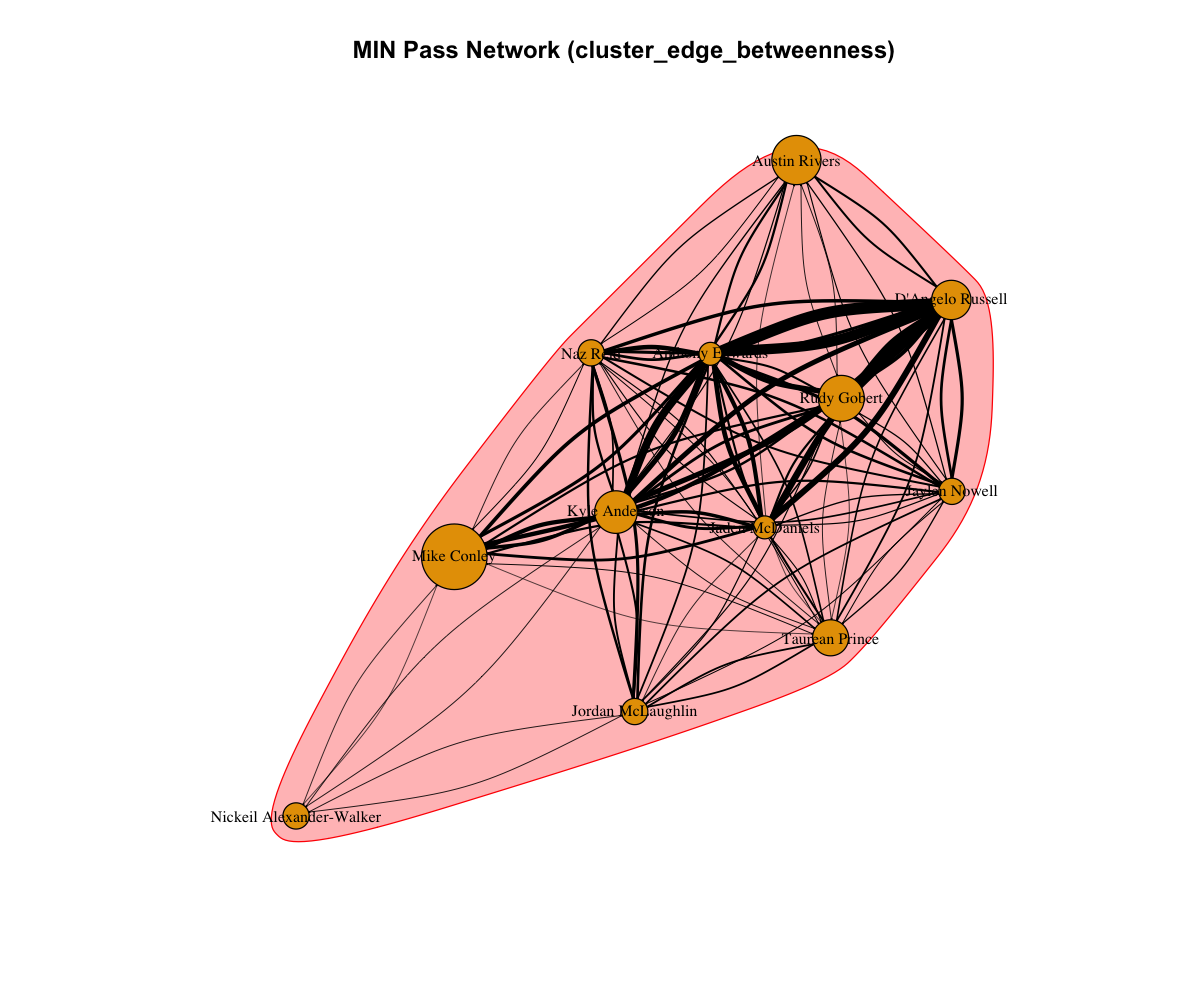 MIN Pass Network (cluster_edge_betweenness)
Austin Rivers
D'Angelo Russell
Naz Reid
Anthony Edwards
Rudy Gobert
Jaylen Nowell
Kyle Anderson
Jaden McDaniels
Mike Conley
Taurean Prince
Jordan McLaughlin
Nickeil Alexander-Walker